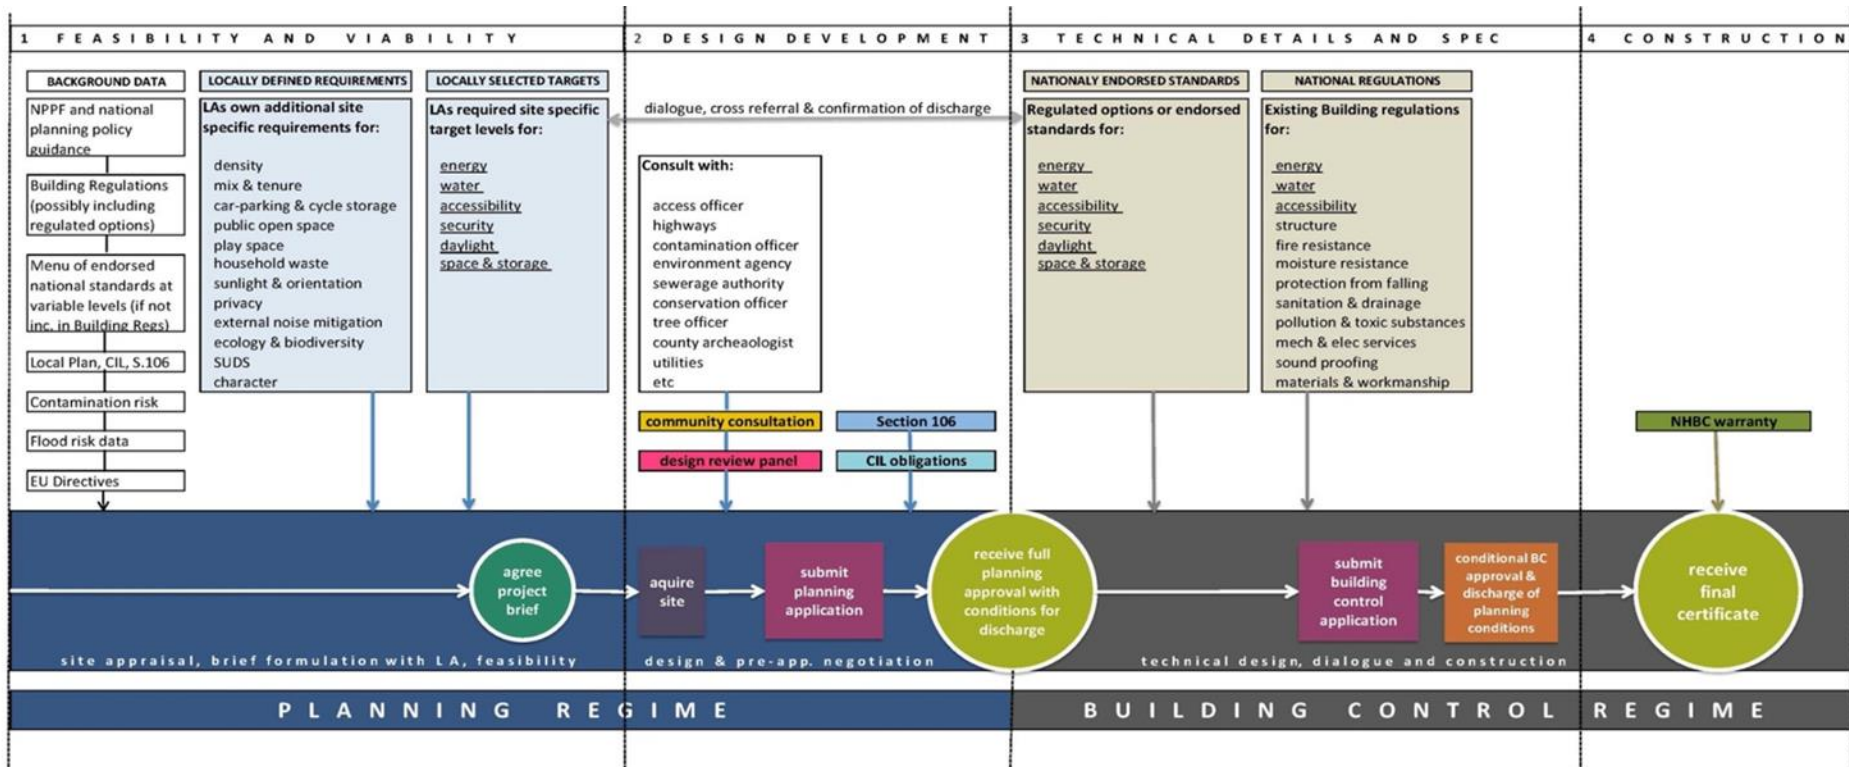 1 FEASIBILITY AND VIABILITY
2 DESIGN DEVELOPMENT
3 TECHNICAL DETAILS AND SPEC
4 CONSTRUCTION
BACKGROUND DATA
NPPF and national
planning policy
guidance
Building Regulations
(possibly including
regulated options)
Menu of endorsed
national standards at
variable levels (if not
inc. in Building Regs)
Local Plan, CIL, S.106
Contamination risk
Flood risk data
EU Directives
LOCALLY DEFINED REQUIREMENTS
LAs own additional site
specific requirements for:
density
mix & tenure
car-parking & cycle storage
public open space
play space
household waste
sunlight & orientation
privacy
external noise mitigation
ecology & biodiversity
SUDS
character
LOCALLY SELECTED TARGETS
LAs required site specific
target levels for:
energy
water
accessibility
security
daylight
space & storage
dialogue, cross referral & confirmation of discharge
Consult with:
access officer
highways
contamination officer
environment agency
sewerage authority
conservation officer
tree officer
county archeaologist
utilities
etc
community consultation
design review panel
Section 106
CIL obligations
NATIONALY ENDORSED STANDARDS
Regulated options or endorsed
standards for:
energy
water
accessibility
security
daylight
space & storage
NATIONAL REGULATIONS
Existing Building regulations
for:
energy
water
accessibility
structure
fire resistance
moisture resistance
protection from falling
sanitation & drainage
pollution & toxic substances
mech & elec services
sound proofing
materials & workmanship
NHBC warranty
agree
project
brief
aquire
site
submit
planning
application
receive full
planning
approval with
conditions for
discharge
submit
building
control
application
conditional BC
approval &
discharge of
planning
conditions
receive
final
certificate
site appraisal, brief formulation with LA, feasibility
design & pre-app. negotiation
technical design, dialogue and construction
PLANNING REGIME
BUILDING CONTROL REGIME